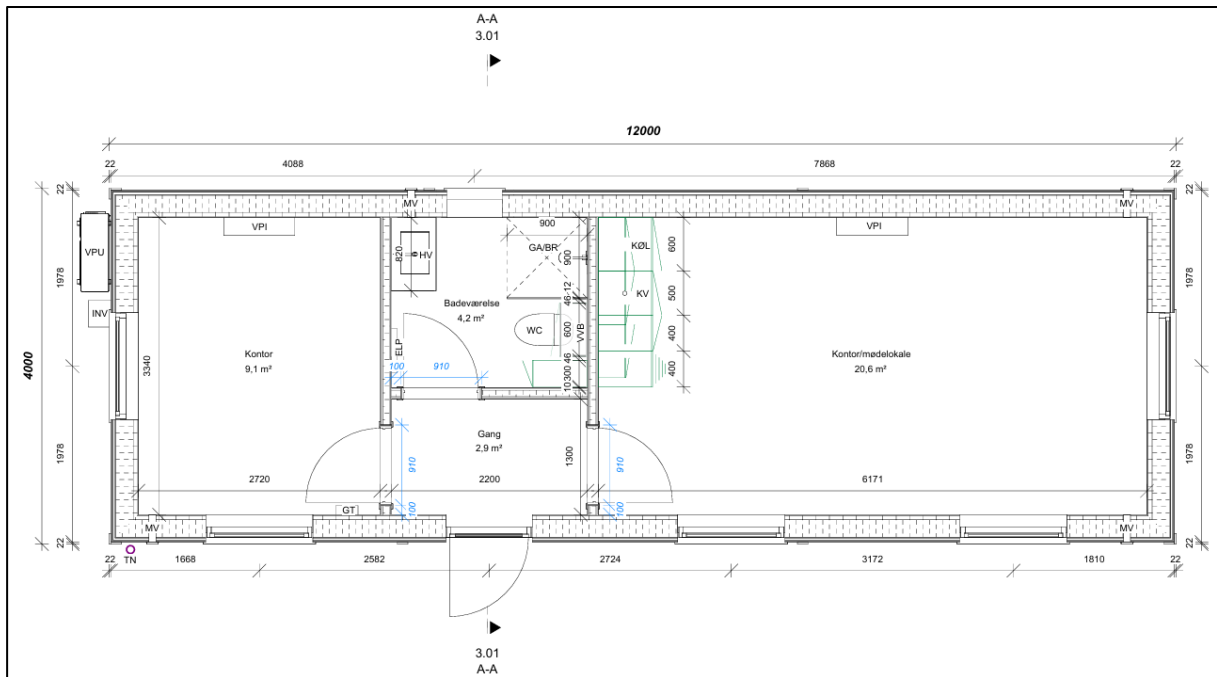 A-A
3.01
12000
22
4088
7868
22
22
22
MV
MV
VPI
VPI
VPU
INV
820
HV
900
GA/BR
900
KØL
600
KV
500
400
400
1978
1978
4000
3340
Badeværelse
4,2 m²
12
46
600
46
300
10
WC
VVB
ELP
100
910
Kontor
9,1 m²
Kontor/mødelokale
20,6 m²
Gang
2,9 m²
1300
910
100
910
100
2720
2200
6171
1978
1978
GT
MV
MV
22
22
TN
22
1668
2582
2724
3172
1810
22
3.01
A-A